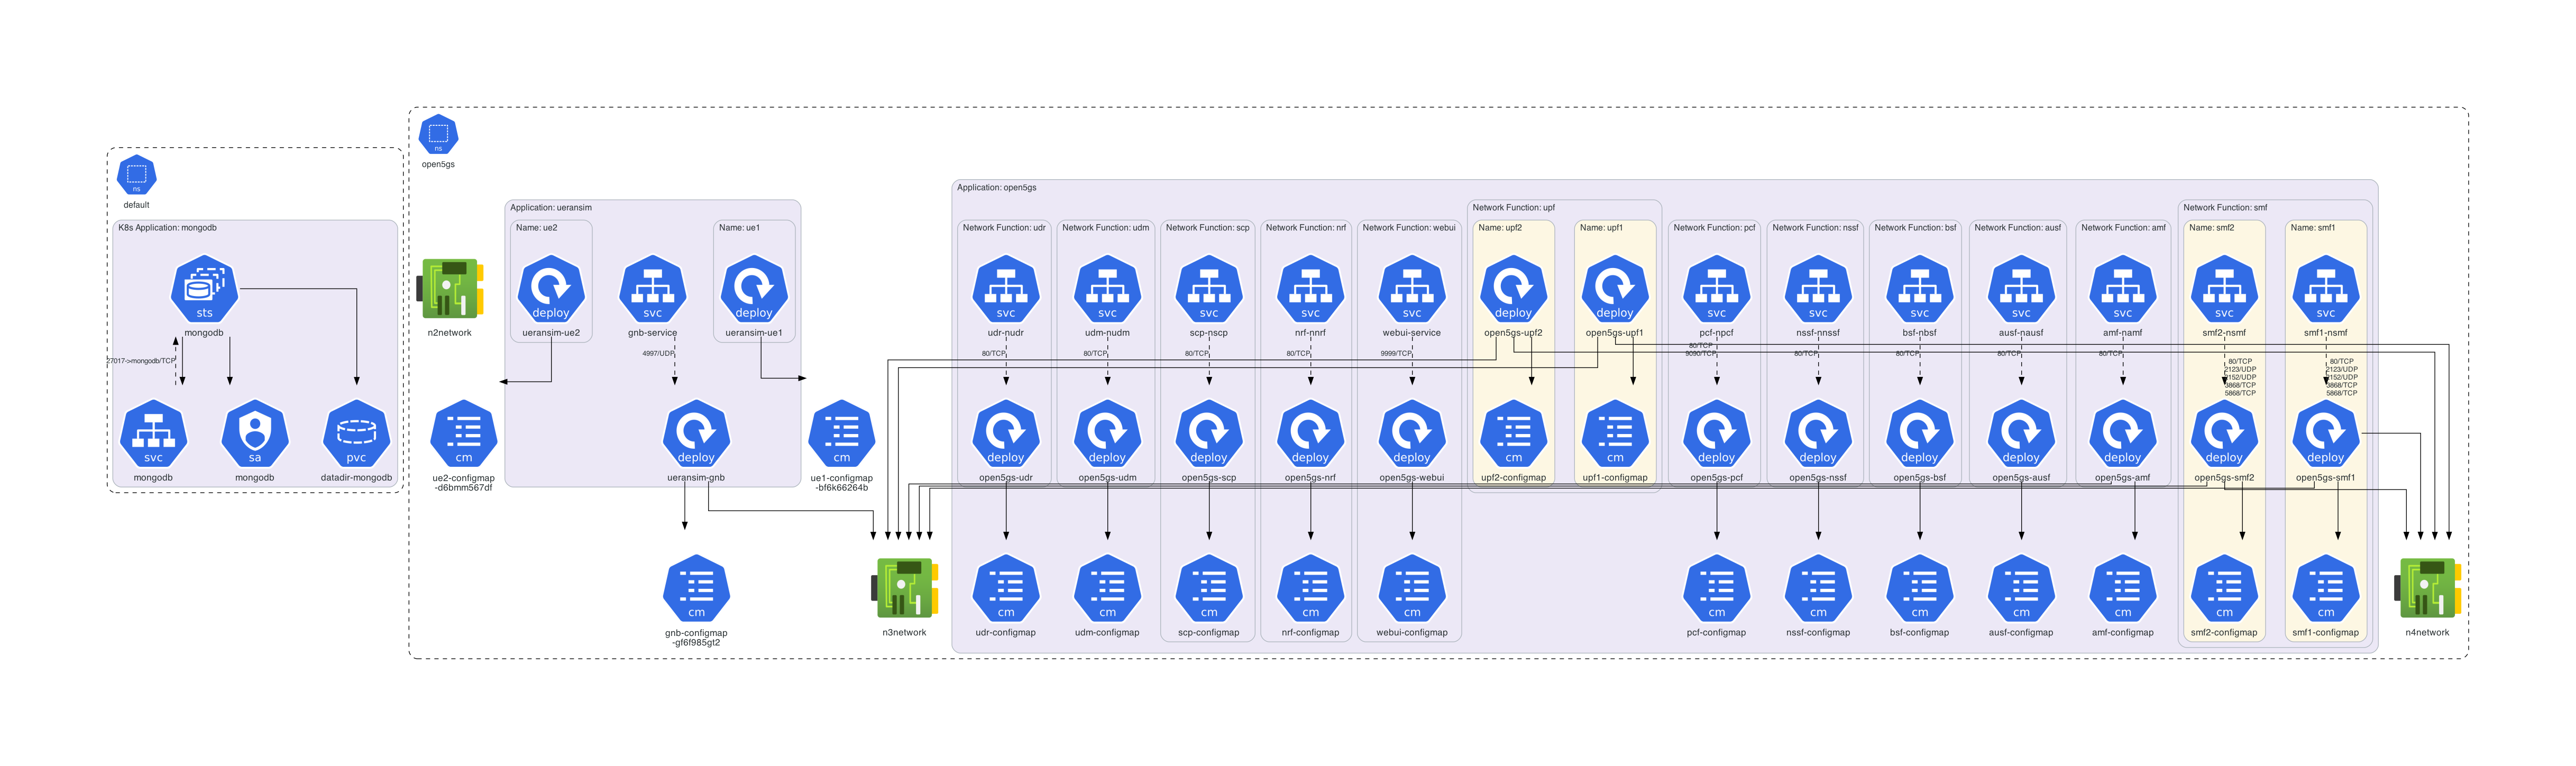 ns
default
K8s Application: mongodb
sts
mongodb
27017->mongodb/TCP
svc
mongodb
sa
mongodb
pvc
datadir-mongodb
ns
open5gs
n2network
Application: ueransim
Name: ue2
deploy
ueransim-ue2
svc
gnb-service
4997/UDP
Name: ue1
deploy
ueransim-ue1
cm
ue2-configmap
-d6bmm567df
deploy
ueransim-gnb
cm
ue1-configmap
-bf6k66264b
cm
gnb-configmap
-gf6f985gt2
n3network
Application: open5gs
Network Function: udr
svc
udr-nudr
80/TCP
deploy
open5gs-udr
cm
udr-configmap
Network Function: udm
svc
udm-nudm
80/TCP
deploy
open5gs-udm
cm
udm-configmap
Network Function: scp
svc
scp-nscp
80/TCP
deploy
open5gs-scp
cm
scp-configmap
Network Function: nrf
svc
nrf-nnrf
80/TCP
deploy
open5gs-nrf
cm
nrf-configmap
Network Function: webui
svc
webui-service
9999/TCP
deploy
open5gs-webui
cm
webui-configmap
Network Function: upf
Name: upf2
deploy
open5gs-upf2
cm
upf2-configmap
Name: upf1
deploy
open5gs-upf1
cm
upf1-configmap
Network Function: pcf
svc
pcf-npcf
80/TCP
9090/TCP
deploy
open5gs-pcf
cm
pcf-configmap
Network Function: nssf
svc
nssf-nnssf
80/TCP
deploy
open5gs-nssf
cm
nssf-configmap
Network Function: bsf
svc
bsf-nbsf
80/TCP
deploy
open5gs-bsf
cm
bsf-configmap
Network Function: ausf
svc
ausf-nausf
80/TCP
deploy
open5gs-ausf
cm
ausf-configmap
Network Function: amf
svc
amf-namf
80/TCP
deploy
open5gs-amf
cm
amf-configmap
Network Function: smf
Name: smf2
svc
smf2-nsmf
80/TCP
2123/UDP
2152/UDP
3868/TCP
5868/TCP
deploy
open5gs-smf2
cm
smf2-configmap
Name: smf1
svc
smf1-nsmf
80/TCP
2123/UDP
2152/UDP
3868/TCP
5868/TCP
deploy
open5gs-smf1
cm
smf1-configmap
n4network